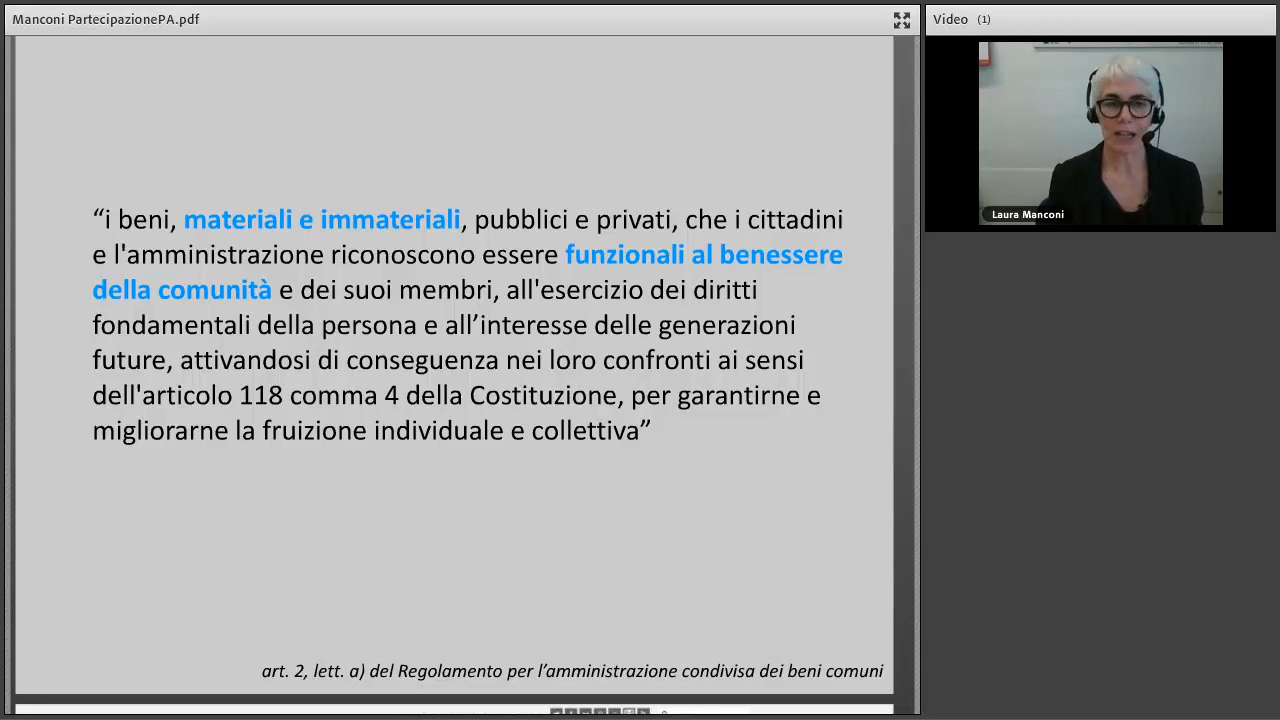 Manconi PartecipazionePA.pdf
Video (1)
Laura Manconi
“i beni, materiali e immateriali, pubblici e privati, che i cittadini
e l'amministrazione riconoscono essere funzionali al benessere
della comunità e dei suoi membri, all'esercizio dei diritti
fondamentali della persona e all’interesse delle generazioni
future, attivandosi di conseguenza nei loro confronti ai sensi
dell'articolo 118 comma 4 della Costituzione, per garantirne e
migliorarne la fruizione individuale e collettiva”
art. 2, lett. a) del Regolamento per l’amministrazione condivisa dei beni comuni